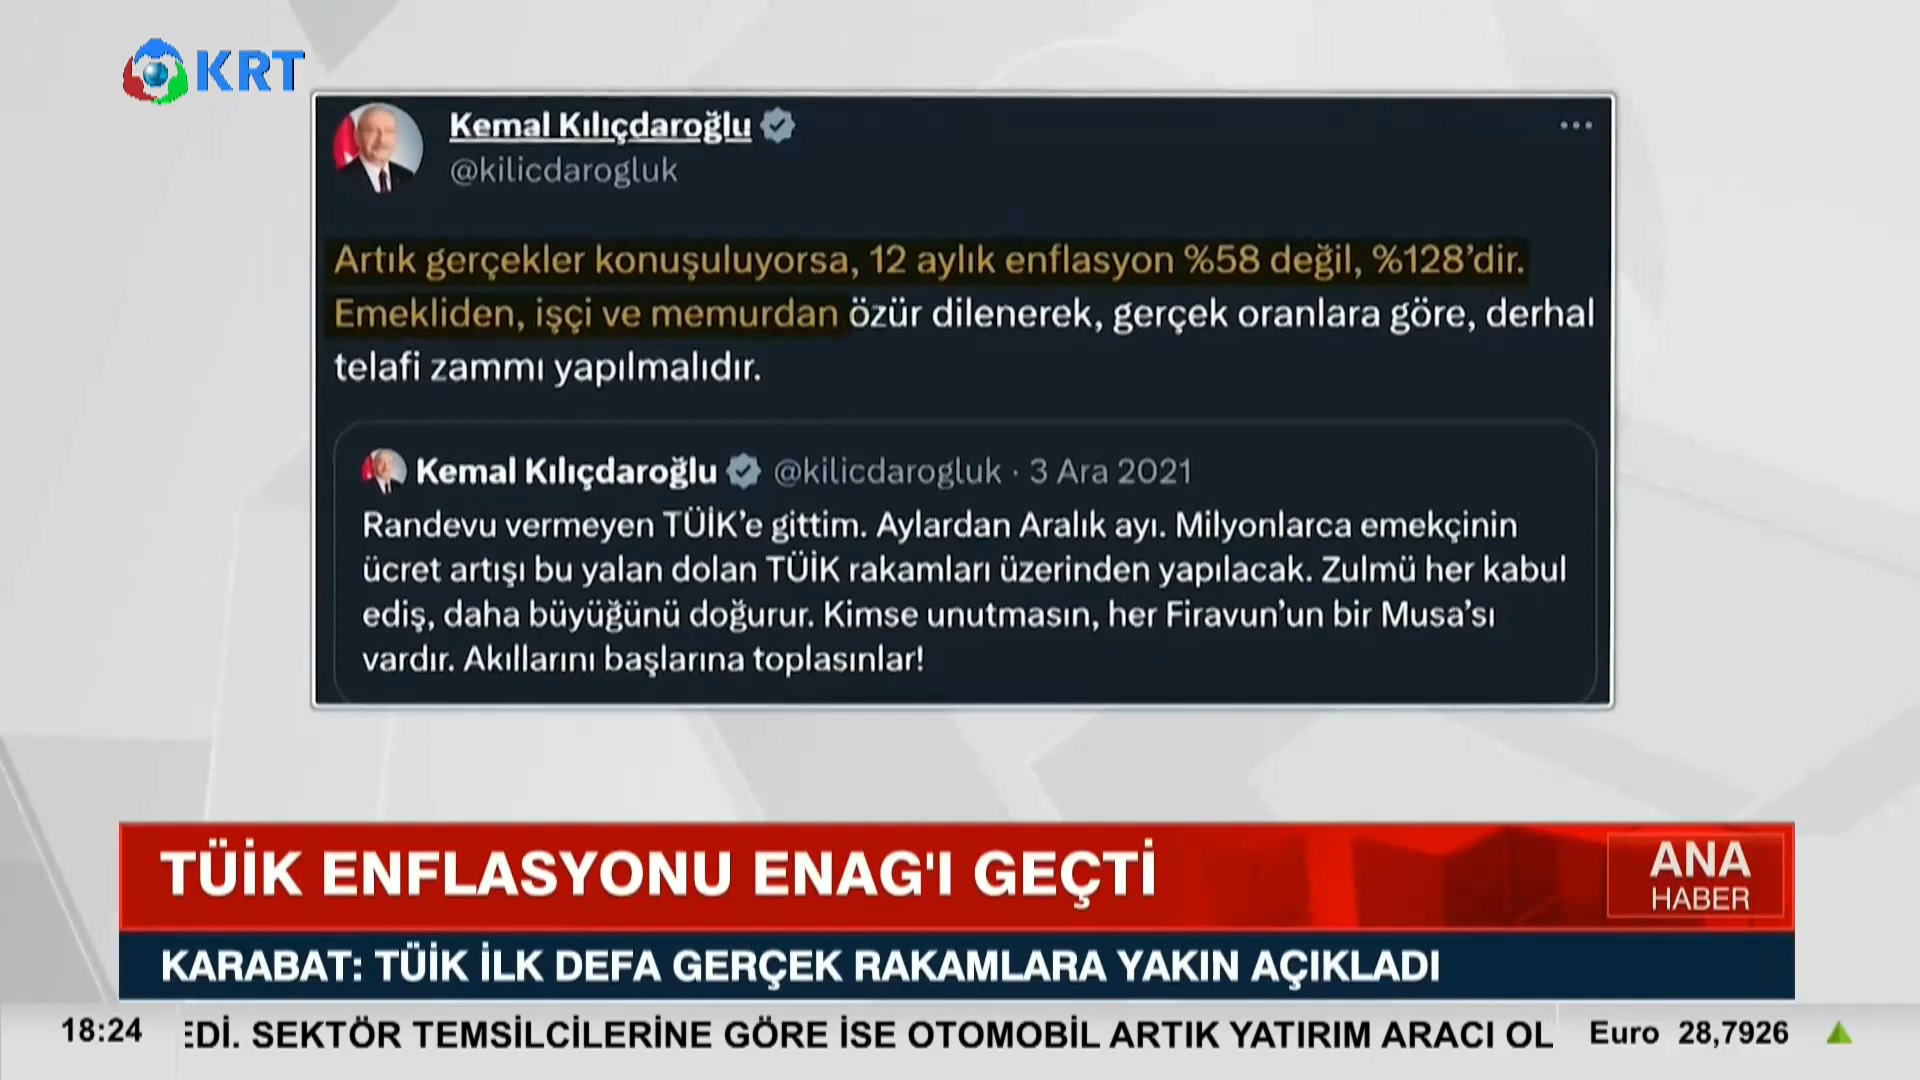 KRT
Kemal Kılıçdaroğlu
@kilicdarogluk
Artık gerçekler konuşuluyorsa, 12 aylık enflasyon %58 değil, %128’dir.
Emekliden, işçi ve memurdan özür dilenerek, gerçek oranlara göre, derhal
telafi zammı yapılmalıdır.
Kemal Kılıçdaroğlu @kilicdarogluk · 3 Ara 2021
Randevu vermeyen TÜİK’e gittim. Aylardan Aralık ayı. Milyonlarca emekçinin
ücret artışı bu yalan dolan TÜİK rakamları üzerinden yapılacak. Zulmü her kabul
ediş, daha büyüğünü doğurur. Kimse unutmasın, her Firavun’un bir Musa’sı
vardır. Akıllarını başlarına toplasınlar!
TÜİK ENFLASYONU ENAG'I GEÇTİ
ANA
HABER
KARABAT: TÜİK İLK DEFA GERÇEK RAKAMLARA YAKIN AÇIKLADI
18:24 EDİ. SEKTÖR TEMSİLCİLERİNE GÖRE İSE OTOMOBİL ARTIK YATIRIM ARACI OL Euro 28,7926